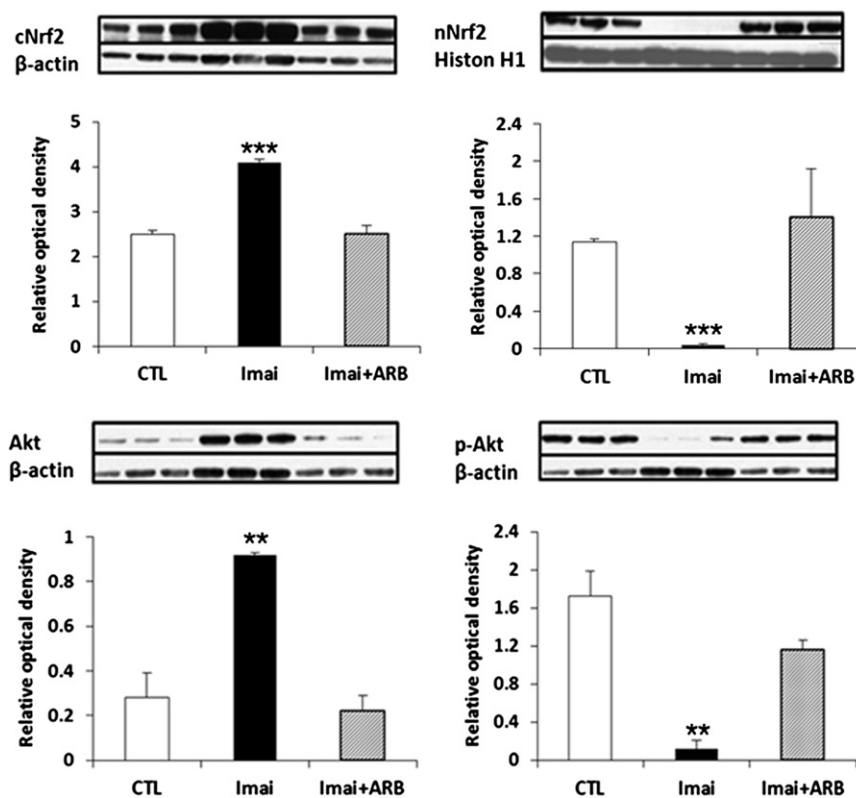 cNrf2
β-actin
nNrf2
Histon H1
Relative optical density
5
4
3
2
1
0
***
CTL
Imai
Imai+ARB
Relative optical density
2.4
2
1.6
1.2
0.8
0.4
0
***
CTL
Imai
Imai+ARB
Akt
β-actin
p-Akt
β-actin
Relative optical density
1
0.8
0.6
0.4
0.2
0
**
CTL
Imai
Imai+ARB
Relative optical density
2.4
2
1.6
1.2
0.8
0.4
0
**
CTL
Imai
Imai+ARB